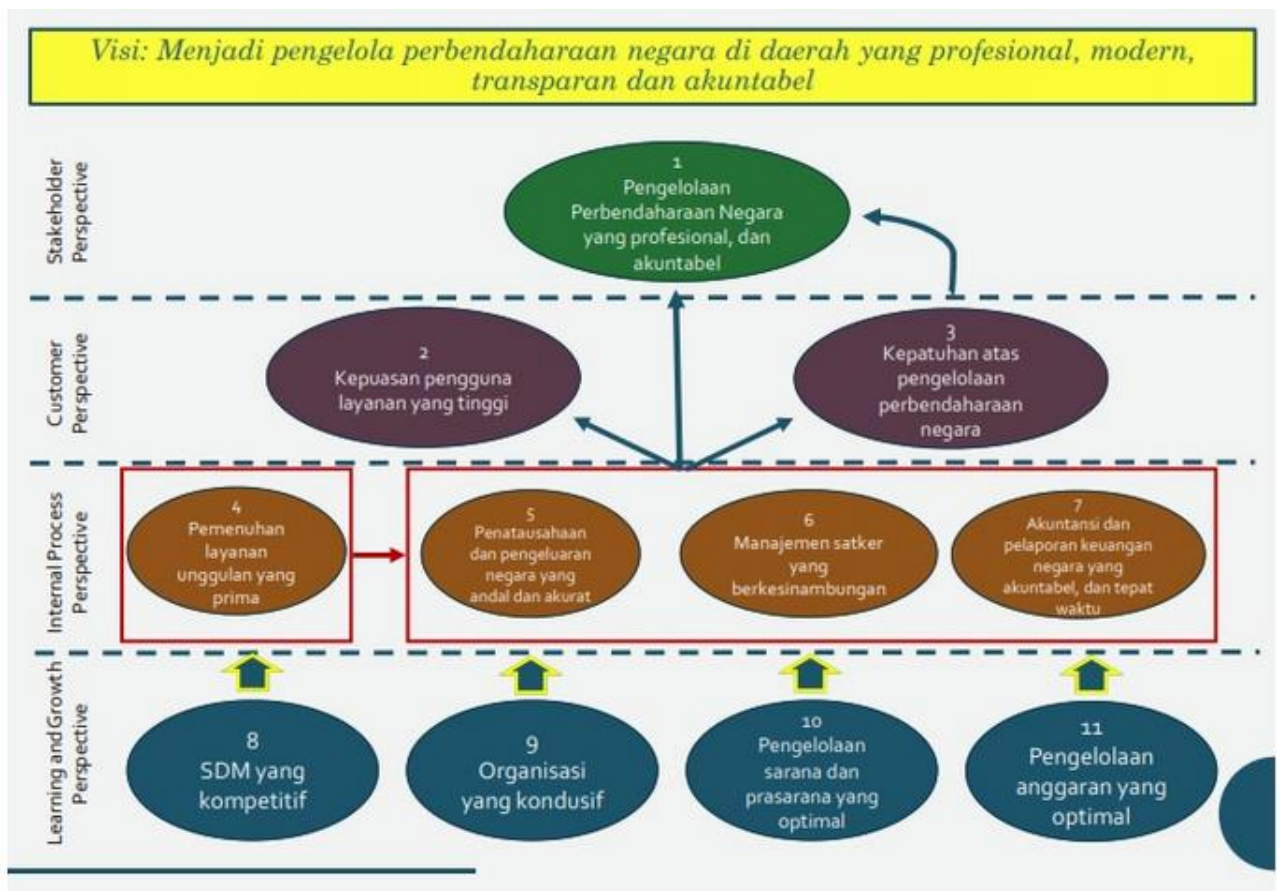 Visi: Menjadi pengelola perbendaharaan negara di daerah yang profesional, modern,
transparan dan akuntabel
Stakeholder
Perspective
1
Pengelolaan
Perbendaharaan Negara
yang profesional, dan
akuntabel
Customer
Perspective
2
Kepuasan pengguna
layanan yang tinggi
3
Kepatuhan atas
pengelolaan
perbendaharaan
negara
Internal Process
Perspective
4
Pemenuhan
layanan
unggulan yang
prima
5
Penatausahaan
dan pengeluaran
negara yang
andal dan akurat
6
Manajemen satker
yang
berkesinambungan
7
Akuntansi dan
pelaporan keuangan
negara yang
akuntabel, dan tepat
waktu
Learning and Growth
Perspective
8
SDM yang
kompetitif
9
Organisasi
yang kondusif
10
Pengelolaan
sarana dan
prasarana yang
optimal
11
Pengelolaan
anggaran yang
optimal